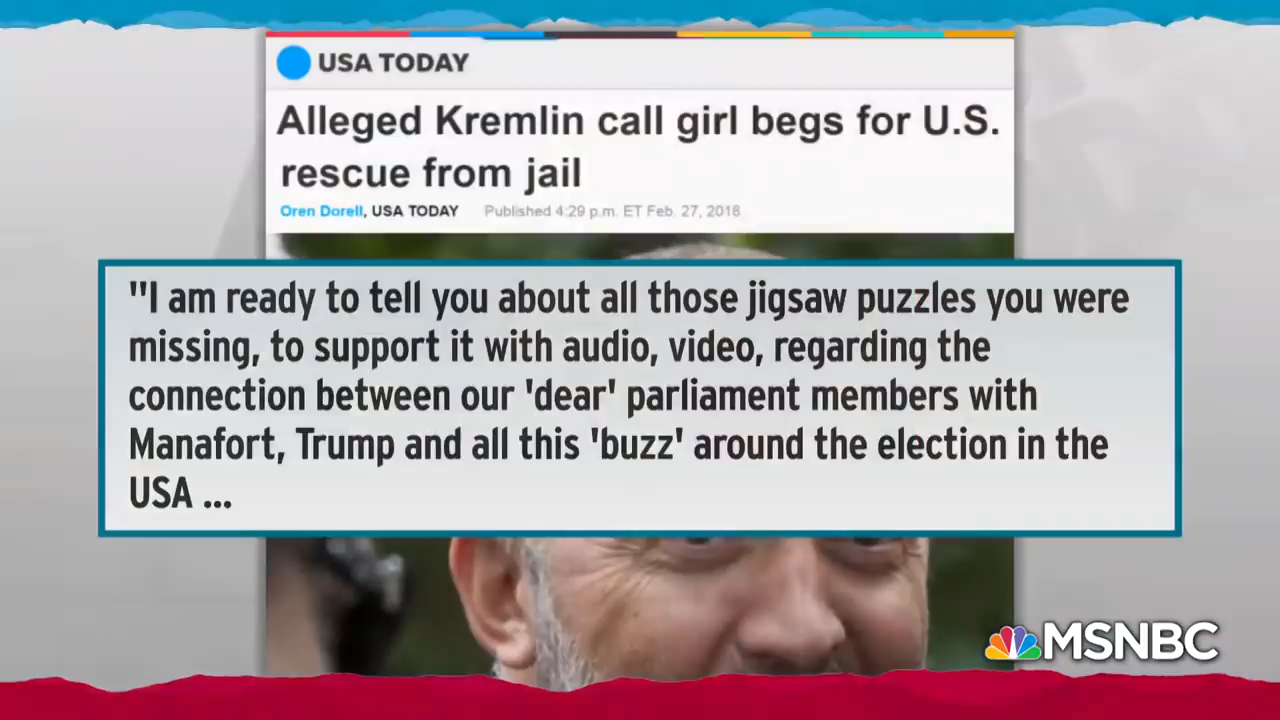 USA TODAY
Alleged Kremlin call girl begs for U.S.
rescue from jail
Oren Dorell, USA TODAY Published 4:29 p.m. ET Feb. 27, 2018
"I am ready to tell you about all those jigsaw puzzles you were
missing, to support it with audio, video, regarding the
connection between our 'dear' parliament members with
Manafort, Trump and all this 'buzz' around the election in the
USA ...
MSNBC